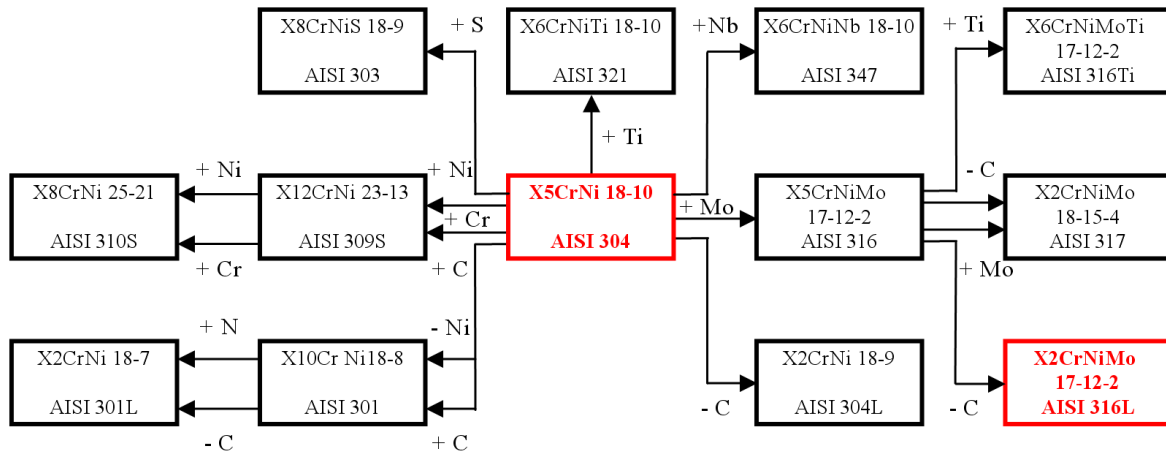 X8CrNiS 18-9
AISI 303
+ S
X6CrNiTi 18-10
AISI 321
+Nb
X6CrNiNb 18-10
AISI 347
+ Ti
X6CrNiMoTi
17-12-2
AISI 316Ti
+ Ti
X8CrNi 25-21
AISI 310S
+ Ni
+ Cr
X12CrNi 23-13
AISI 309S
+ Ni
+ Cr
+ C
X5CrNi 18-10
AISI 304
+ Mo
X5CrNiMo
17-12-2
AISI 316
- C
+ Mo
X2CrNiMo
18-15-4
AISI 317
X2CrNi 18-7
AISI 301L
+ N
- C
X10Cr Ni18-8
AISI 301
- Ni
+ C
- C
X2CrNi 18-9
AISI 304L
- C
X2CrNiMo
17-12-2
AISI 316L